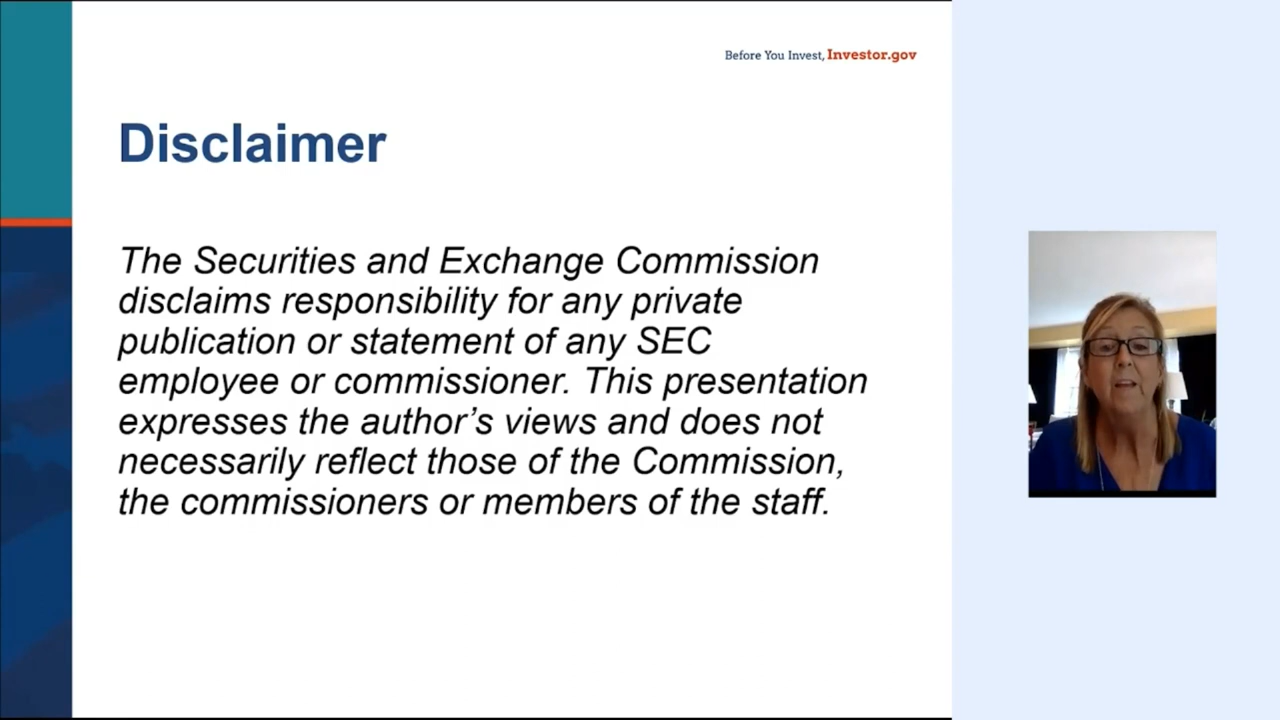 Before You Invest, Investor.gov
Disclaimer
The Securities and Exchange Commission
disclaims responsibility for any private
publication or statement of any SEC
employee or commissioner. This presentation
expresses the author’s views and does not
necessarily reflect those of the Commission,
the commissioners or members of the staff.